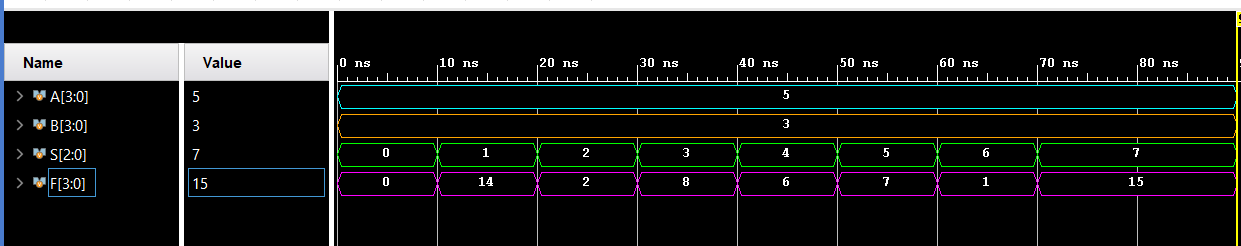 Name Value
0 ns 10 ns 20 ns 30 ns 40 ns 50 ns 60 ns 70 ns 80 ns
A[3:0] 5 5
B[3:0] 3 3
S[2:0] 7 0 1 2 3 4 5 6 7
F[3:0] 15 0 14 2 8 6 7 1 15